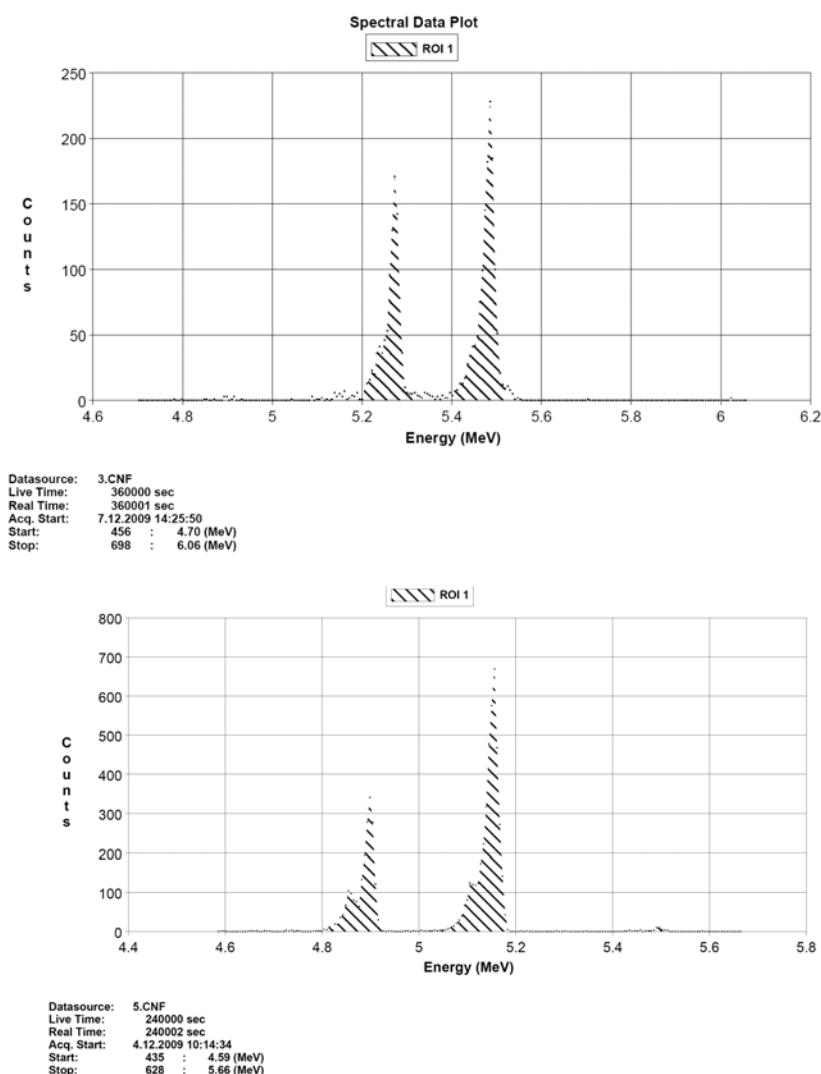 Spectral Data Plot
ROI 1
250
200
150
100
50
0
Counts
4.6 4.8 5 5.2 5.4 5.6 5.8 6 6.2
Energy (MeV)
Datasource: 3.CNF
Live Time: 360000 sec
Real Time: 360001 sec
Acq. Start: 7.12.2009 14:25:50
Start: 456 : 4.70 (MeV)
Stop: 698 : 6.06 (MeV)
ROI 1
800
700
600
500
400
300
200
100
0
Counts
4.4 4.6 4.8 5 5.2 5.4 5.6 5.8
Energy (MeV)
Datasource: 5.CNF
Live Time: 240000 sec
Real Time: 240002 sec
Acq. Start: 4.12.2009 10:14:34
Start: 435 : 4.59 (MeV)
Stop: 628 : 5.66 (MeV)